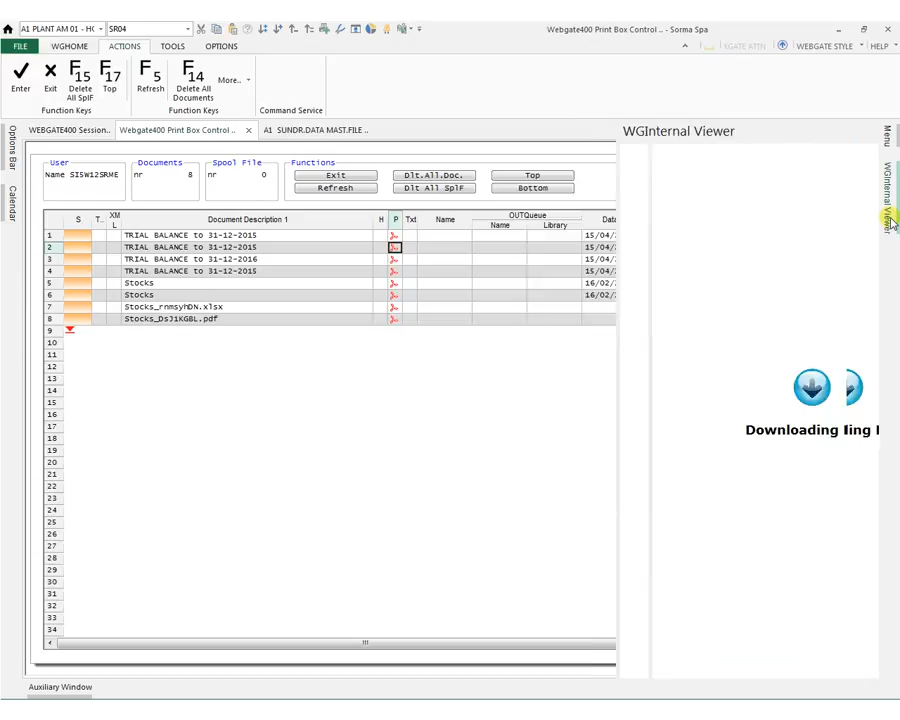 A1 PLANT AM 01 - H( SR04 Webgate400 Print Box Control .. - Sorma Spa
FILE WGHOME ACTIONS TOOLS OPTIONS WEBGATE STYLE HELP
F15 F17 F5 F14 More..
Enter Exit Delete All SplF Top Refresh Delete All Documents
Function Keys Function Keys Command Service
WEBGATE400 Session.. Webgate400 Print Box Control .. A1 SUNDR.DATA MAST.FILE ..
WGInternal Viewer
Options Bar
Calendar
Menu
WGInternal Viewer
User Documents Spool File Functions
Name SISW12SRME nr 8 nr 0 Exit Dlt.All.Doc. Top
Refresh Dlt All SplF Bottom
S T.. XM L Document Description 1 H P Txt Name OUTQueue Data
Name Library
1 TRIAL BALANCE to 31-12-2015 15/04/
2 TRIAL BALANCE to 31-12-2015 15/04/
3 TRIAL BALANCE to 31-12-2016 15/04/
4 TRIAL BALANCE to 31-12-2015 15/04/
5 Stocks 16/02/
6 Stocks 16/02/
7 Stocks_rnmsyhDN.xlsx
8 Stocks_DsJ1KGBL.pdf
9
10
11
12
13
14
15
16
17
18
19
20
21
22
23
24
25
26
27
28
29
30
31
32
33
34
Downloading ling
Auxiliary Window